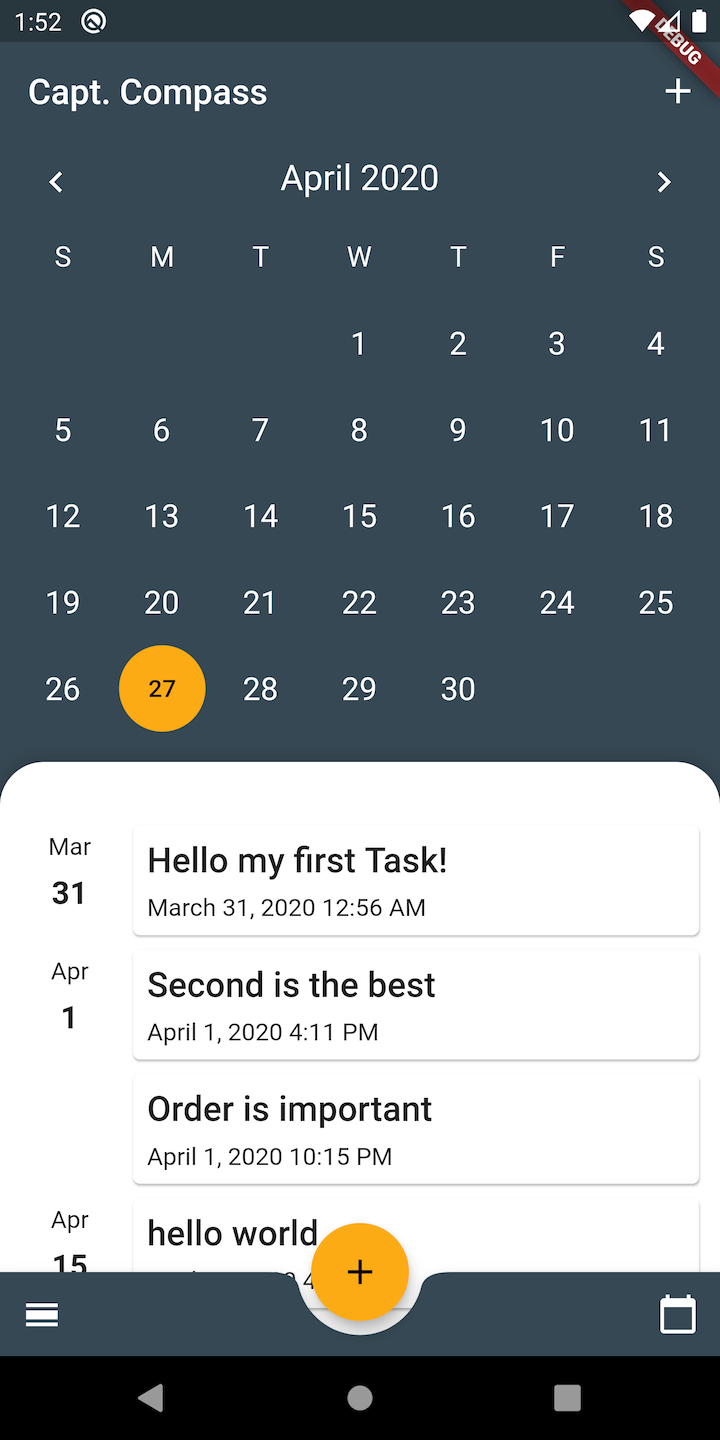 1:52
DEBUG
Capt. Compass
April 2020
S M T W T F S
1 2 3 4
5 6 7 8 9 10 11
12 13 14 15 16 17 18
19 20 21 22 23 24 25
26 27 28 29 30
Mar
31
Hello my first Task!
March 31, 2020 12:56 AM
Apr
1
Second is the best
April 1, 2020 4:11 PM
Order is important
April 1, 2020 10:15 PM
Apr
15
hello world